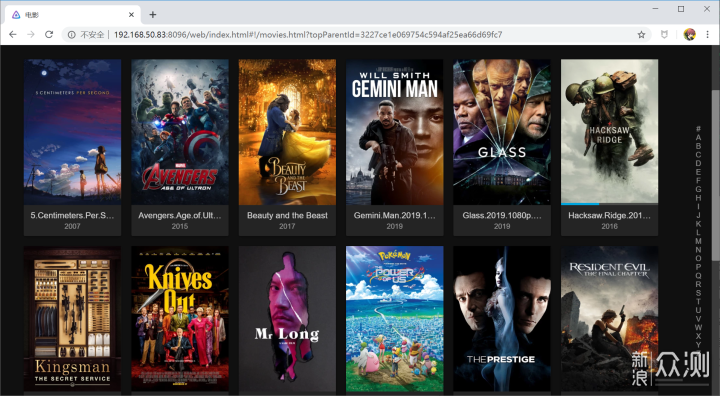 电影
不安全 | 192.168.50.83:8096/web/index.html#!/movies.html?topParentId=3227ce1e069754c594af25ea66d69fc7
5 CENTIMETERS PER SECOND
MARVEL
AVENGERS
AGE OF ULTRON
BEAUTY
AND THE
BEAST
WILL SMITH
GEMINI MAN
GLASS
HACKSAW
RIDGE
5.Centimeters.Per.S...
2007
Avengers.Age.of.Ult...
2015
Beauty and the Beast
2017
Gemini.Man.2019.1...
2019
Glass.2019.1080p....
2019
Hacksaw.Ridge.201...
2016
#
A
B
C
D
E
F
G
H
I
J
K
L
M
N
O
P
Q
R
S
T
U
V
W
X
Y
Kingsman
THE SECRET SERVICE
Knives
Out
Mr Long
POKÉMON
THE
POWER
OF US
THE PRESTIGE
RESIDENT EVIL
THE FINAL CHAPTER
新浪
众测